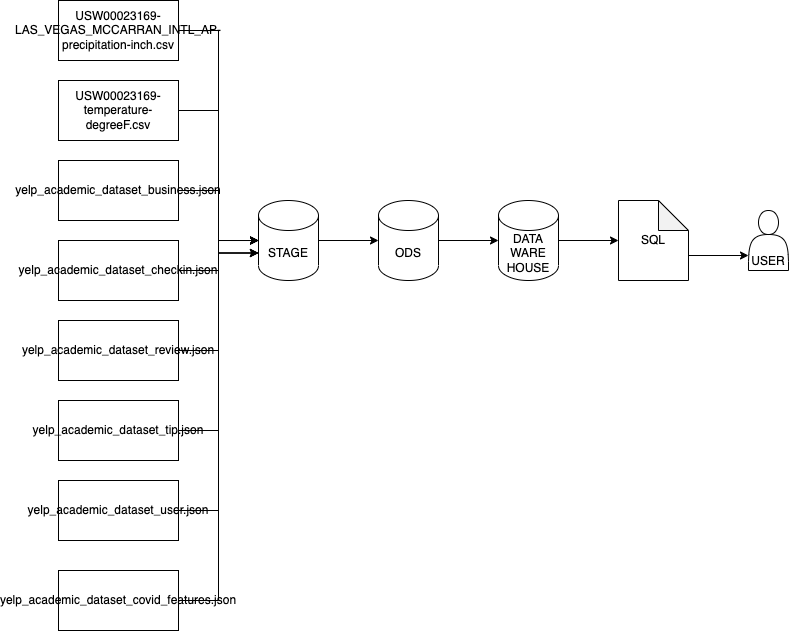 USW00023169-
LAS_VEGAS_MCCARRAN_INTL_AP-
precipitation-inch.csv
USW00023169-
temperature-
degreeF.csv
yelp_academic_dataset_business.json
yelp_academic_dataset_checkin.json
yelp_academic_dataset_review.json
yelp_academic_dataset_tip.json
yelp_academic_dataset_user.json
yelp_academic_dataset_covid_features.json
STAGE
ODS
DATA
WARE
HOUSE
SQL
USER